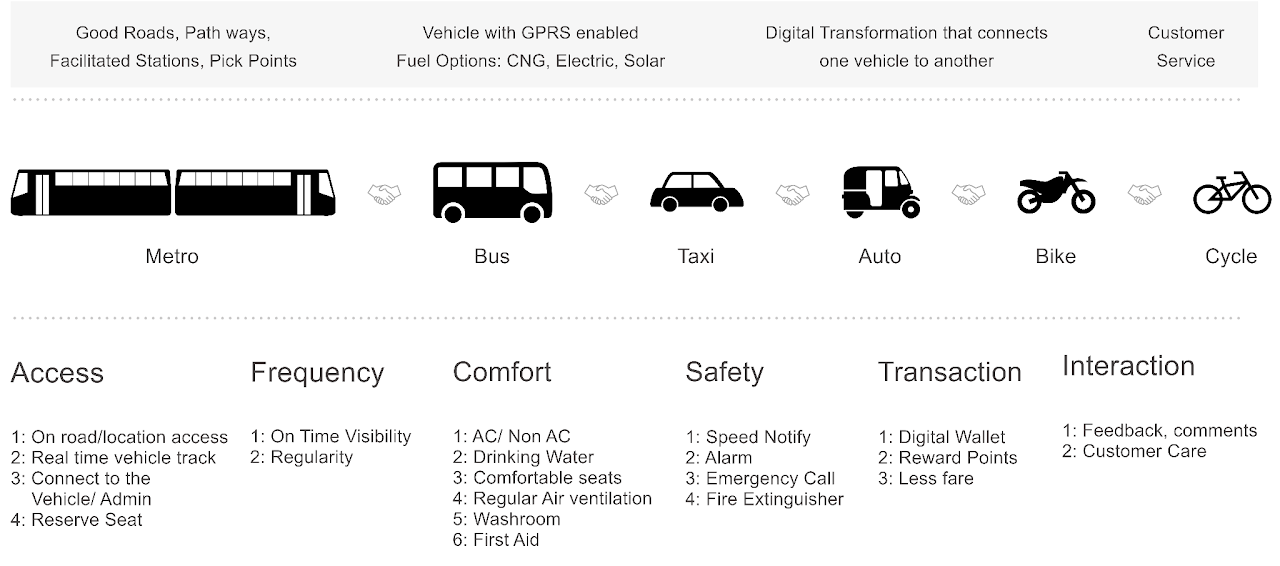 Good Roads, Path ways,
Facilitated Stations, Pick Points
Vehicle with GPRS enabled
Fuel Options: CNG, Electric, Solar
Digital Transformation that connects
one vehicle to another
Customer
Service
Metro
Bus
Taxi
Auto
Bike
Cycle
Access
1: On road/location access
2: Real time vehicle track
3: Connect to the
Vehicle/ Admin
4: Reserve Seat
Frequency
1: On Time Visibility
2: Regularity
Comfort
1: AC/ Non AC
2: Drinking Water
3: Comfortable seats
4: Regular Air ventilation
5: Washroom
6: First Aid
Safety
1: Speed Notify
2: Alarm
3: Emergency Call
4: Fire Extinguisher
Transaction
1: Digital Wallet
2: Reward Points
3: Less fare
Interaction
1: Feedback, comments
2: Customer Care